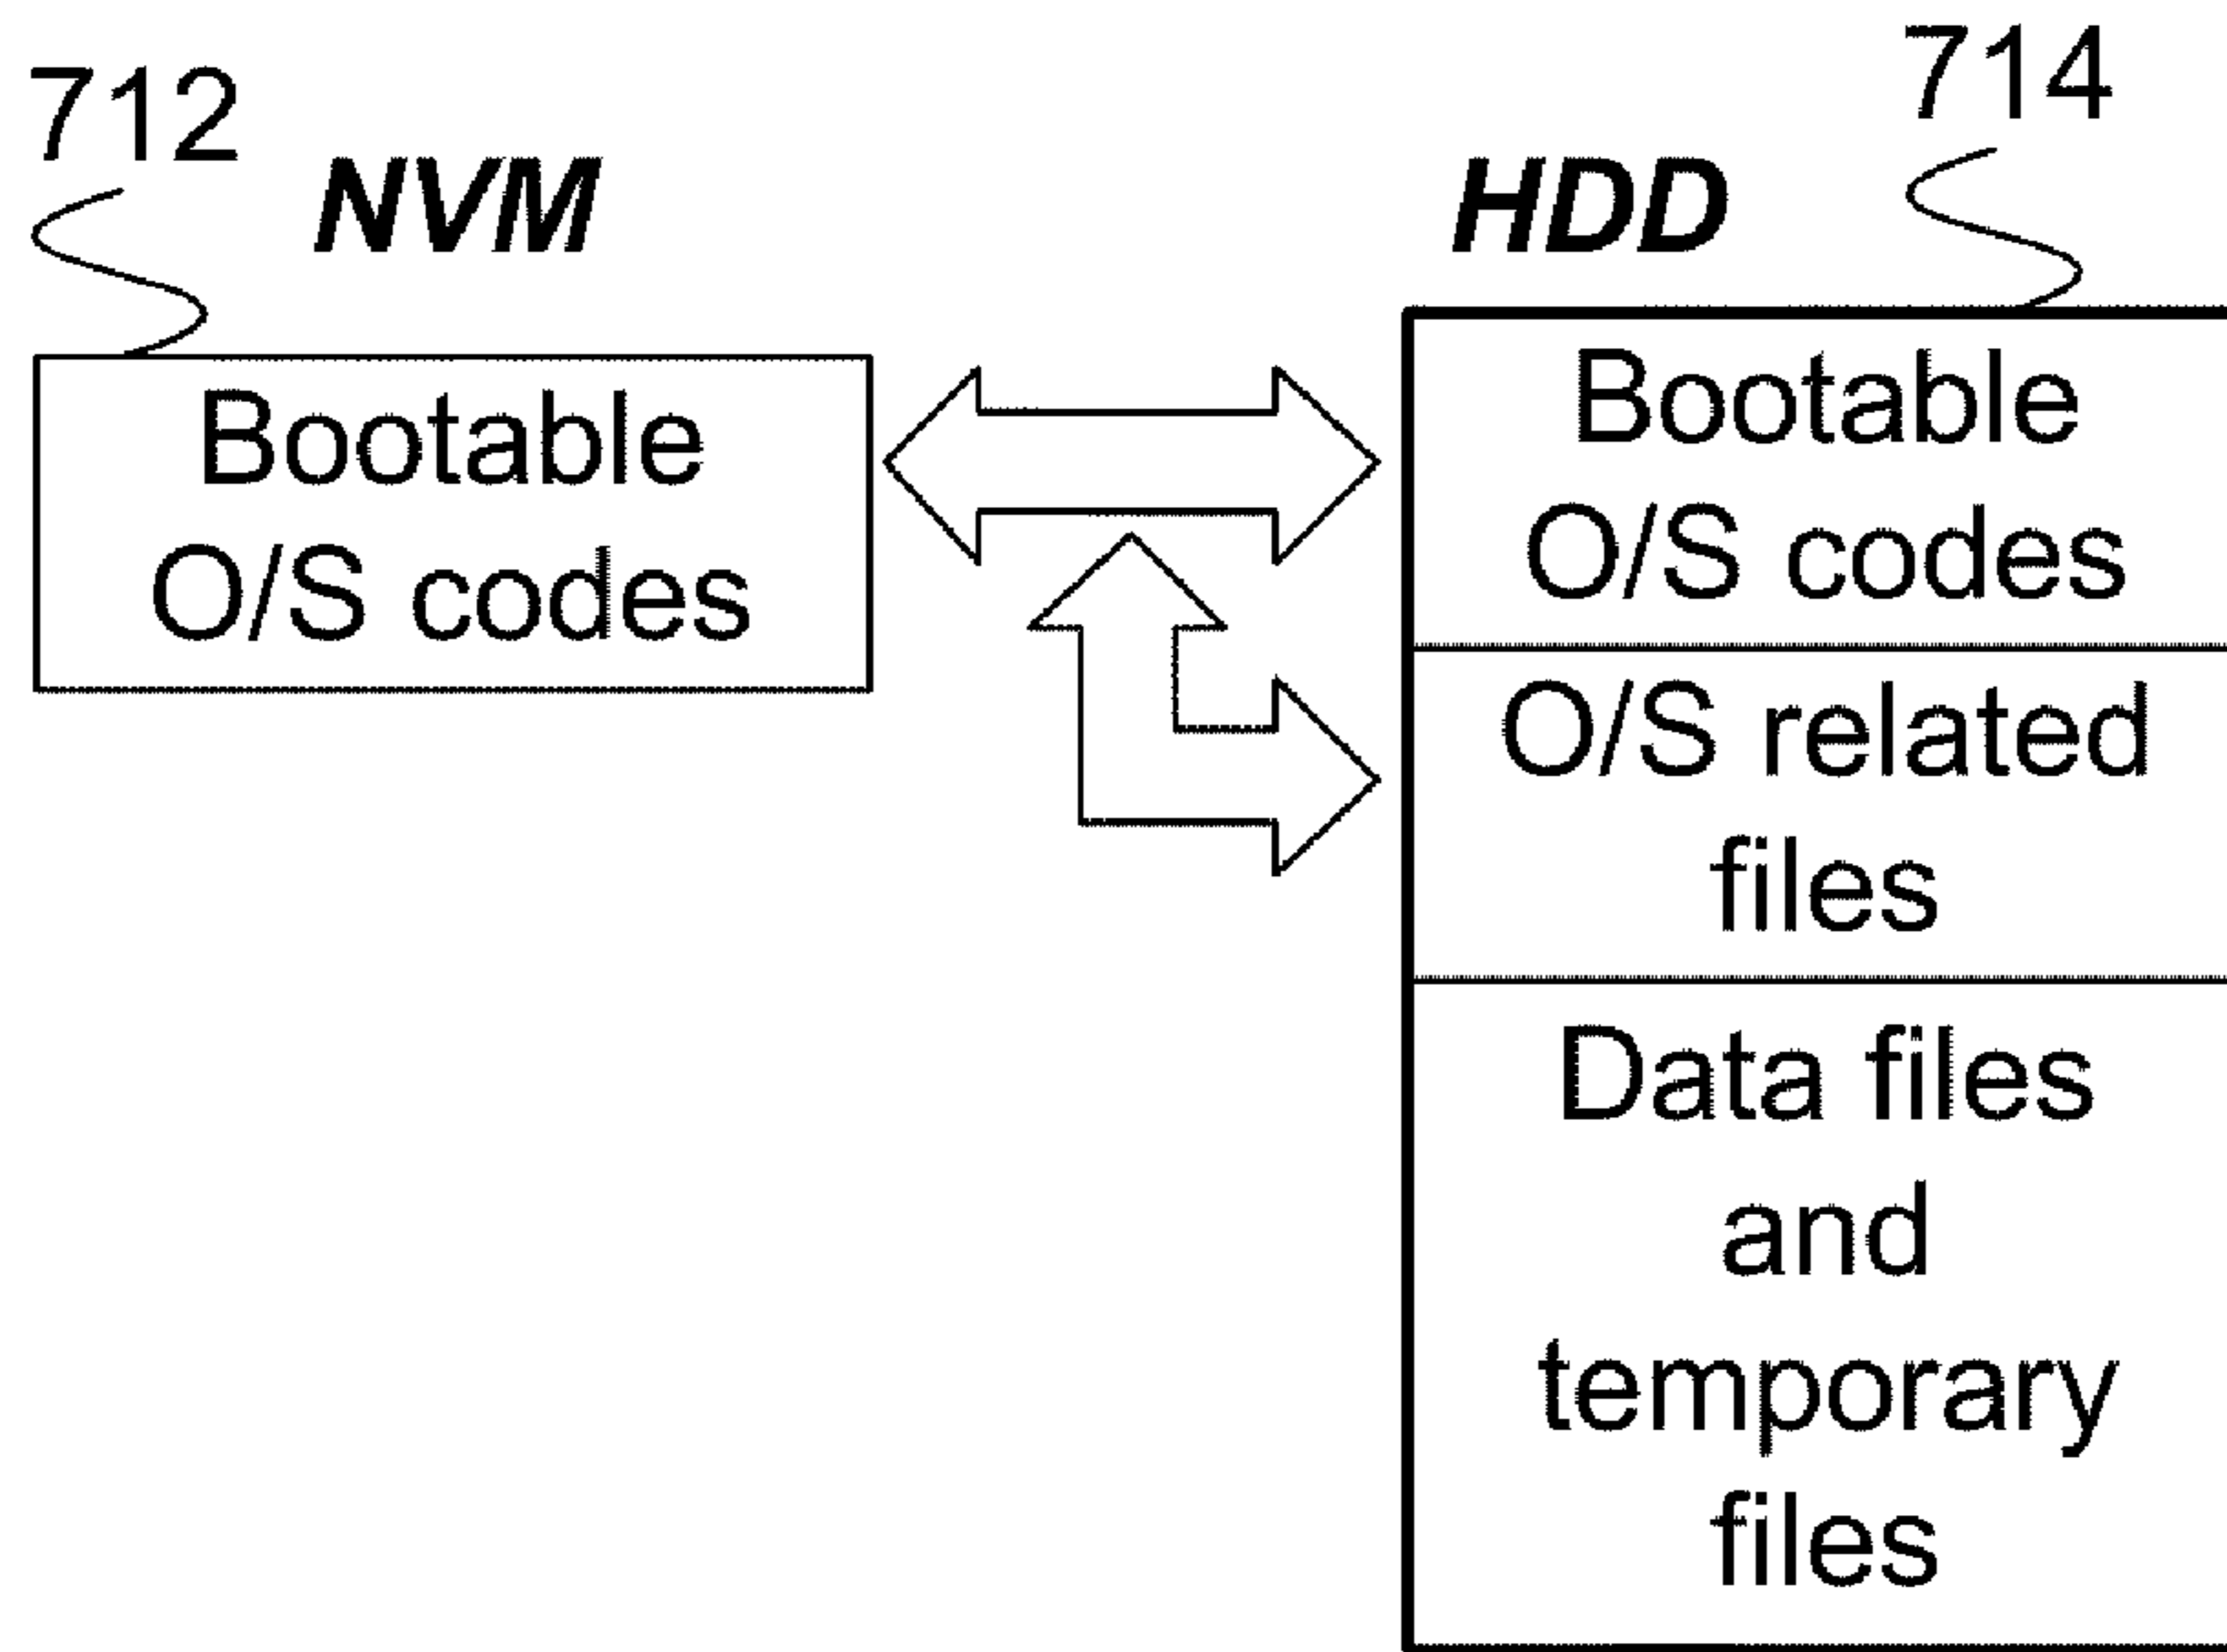 712
NVM
Bootable
O/S codes
714
HDD
Bootable
O/S codes
O/S related
files
Data files
and
temporary
files